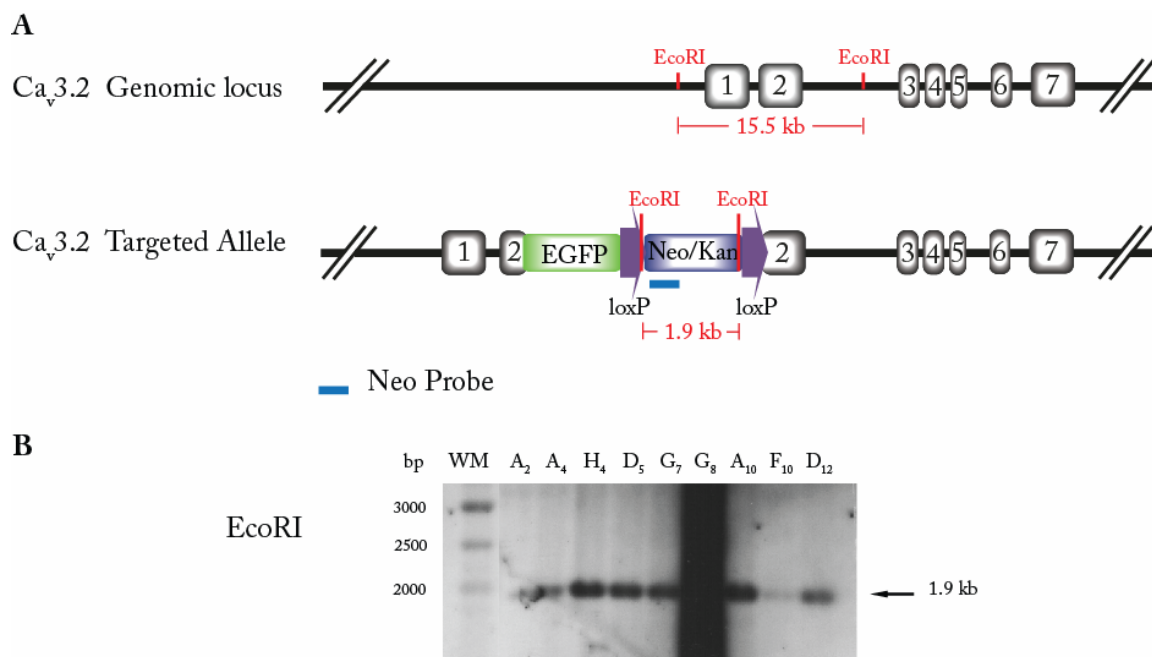 A
EcoRI EcoRI
Ca_v3.2 Genomic locus 1 2 3 4 5 6 7
15.5 kb
EcoRI EcoRI
Ca_v3.2 Targeted Allele 1 2 EGFP Neo/Kan 2 3 4 5 6 7
loxP loxP
1.9 kb
Neo Probe
B
bp WM A₂ A₄ H₄ D₅ G₇ G₈ A₁₀ F₁₀ D₁₂
3000
EcoRI
2500
2000 1.9 kb